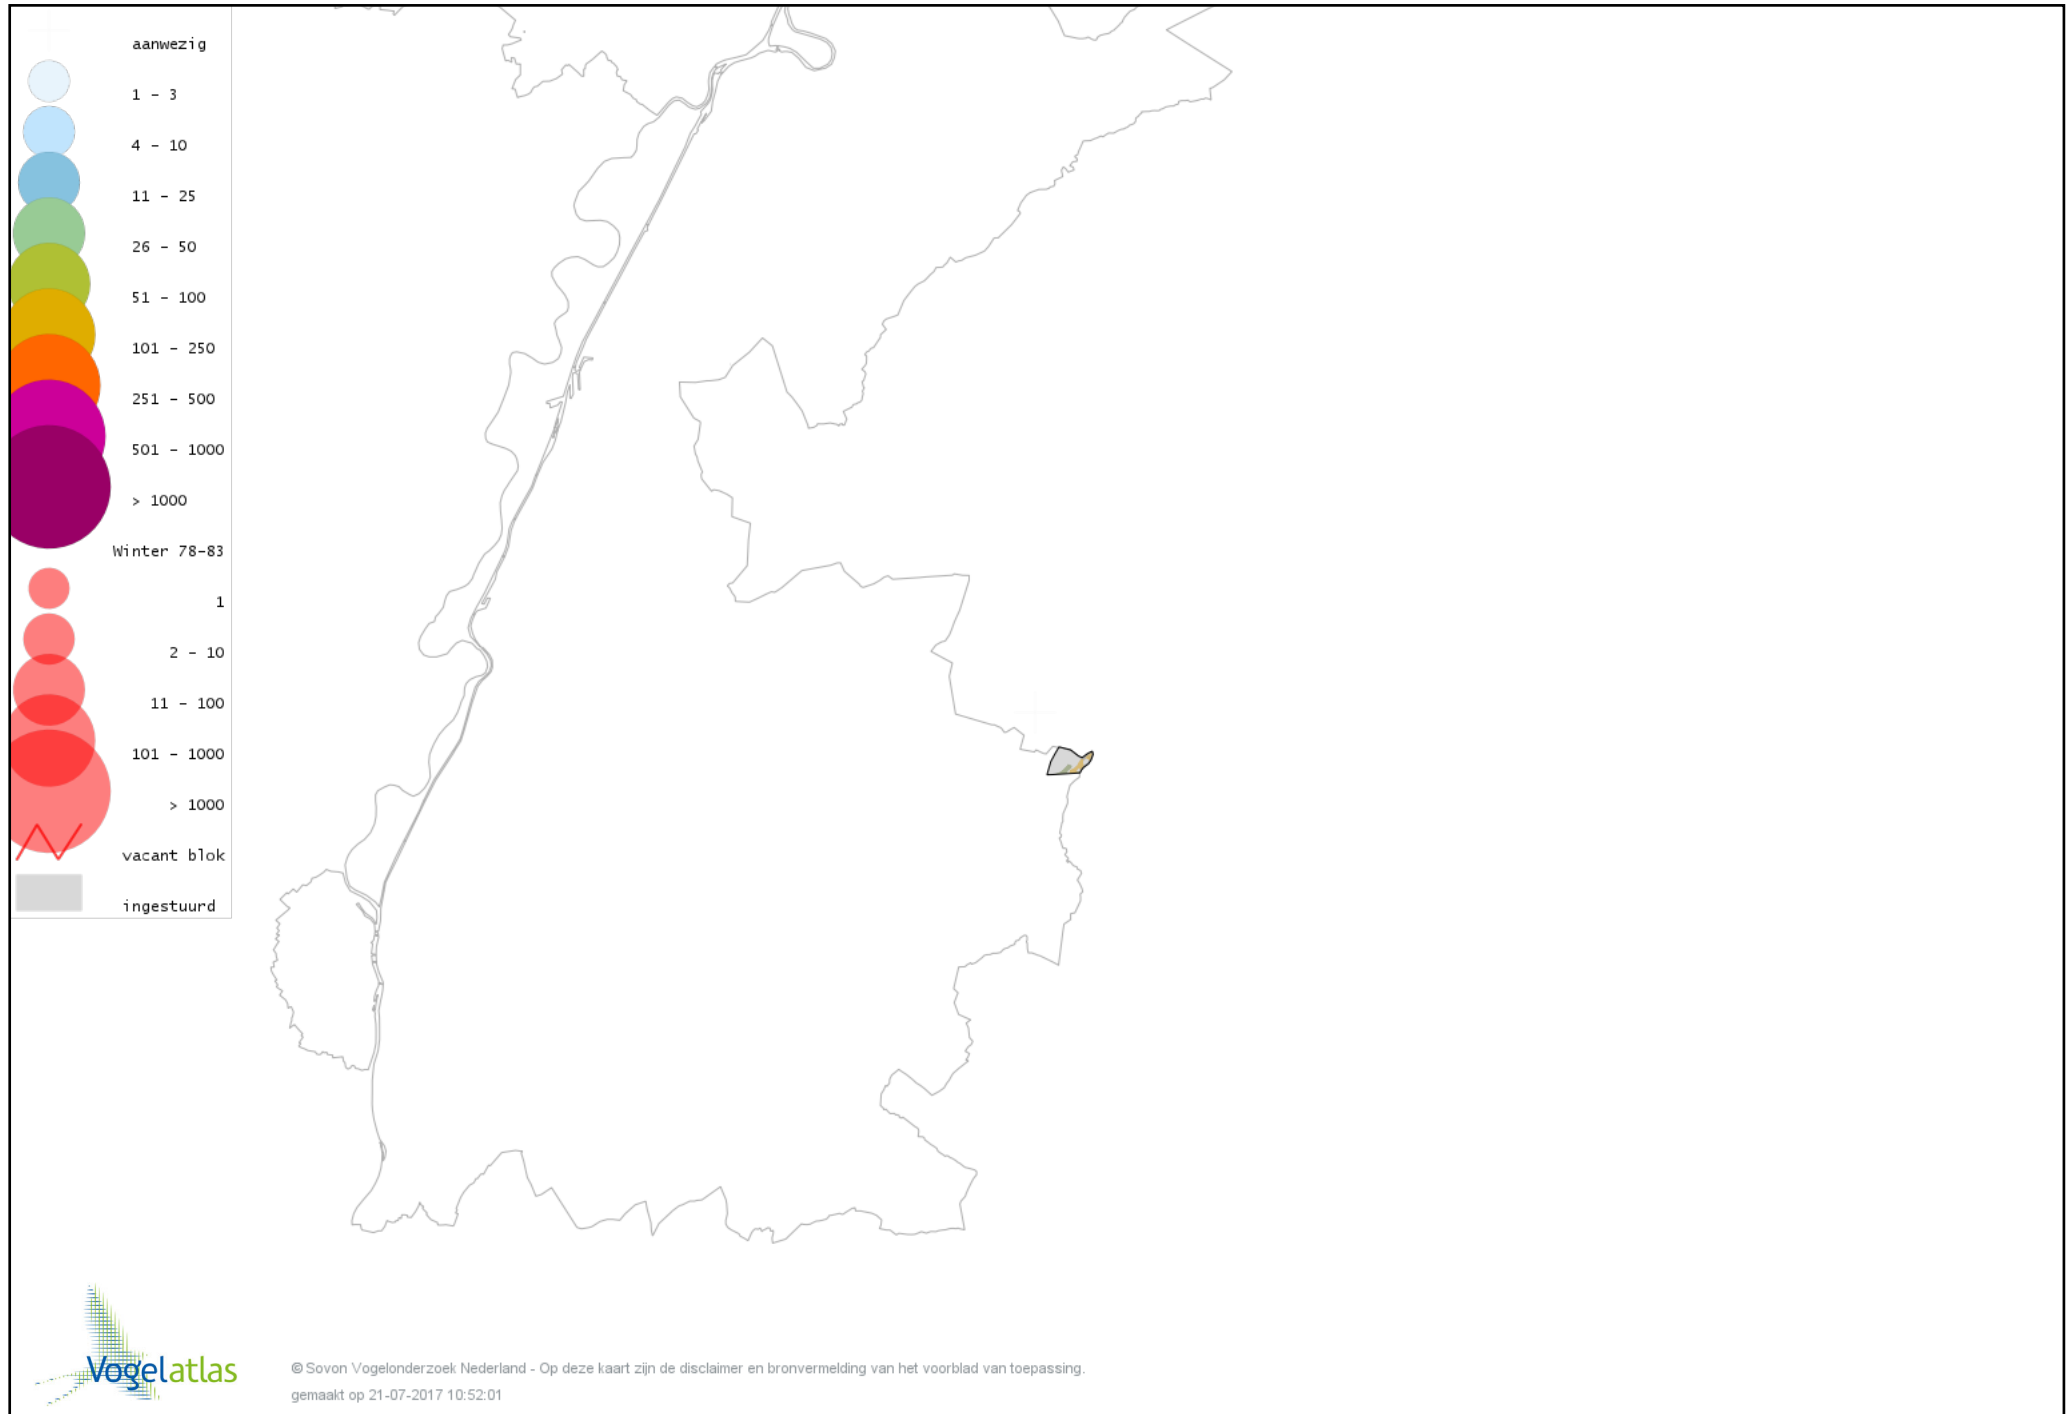 aanwezig
1 - 3
4 - 10
11 - 25
26 - 50
51 - 100
101 - 250
251 - 500
501 - 1000
> 1000
Winter 78-83
1
2 - 10
11 - 100
101 - 1000
> 1000
vacant blok
ingestuurd
Vogelatlas
© Sovon Vogelonderzoek Nederland - Op deze kaart zijn de disclaimer en bronvermelding van het voorblad van toepassing.
gemaakt op 21-07-2017 10:52:01